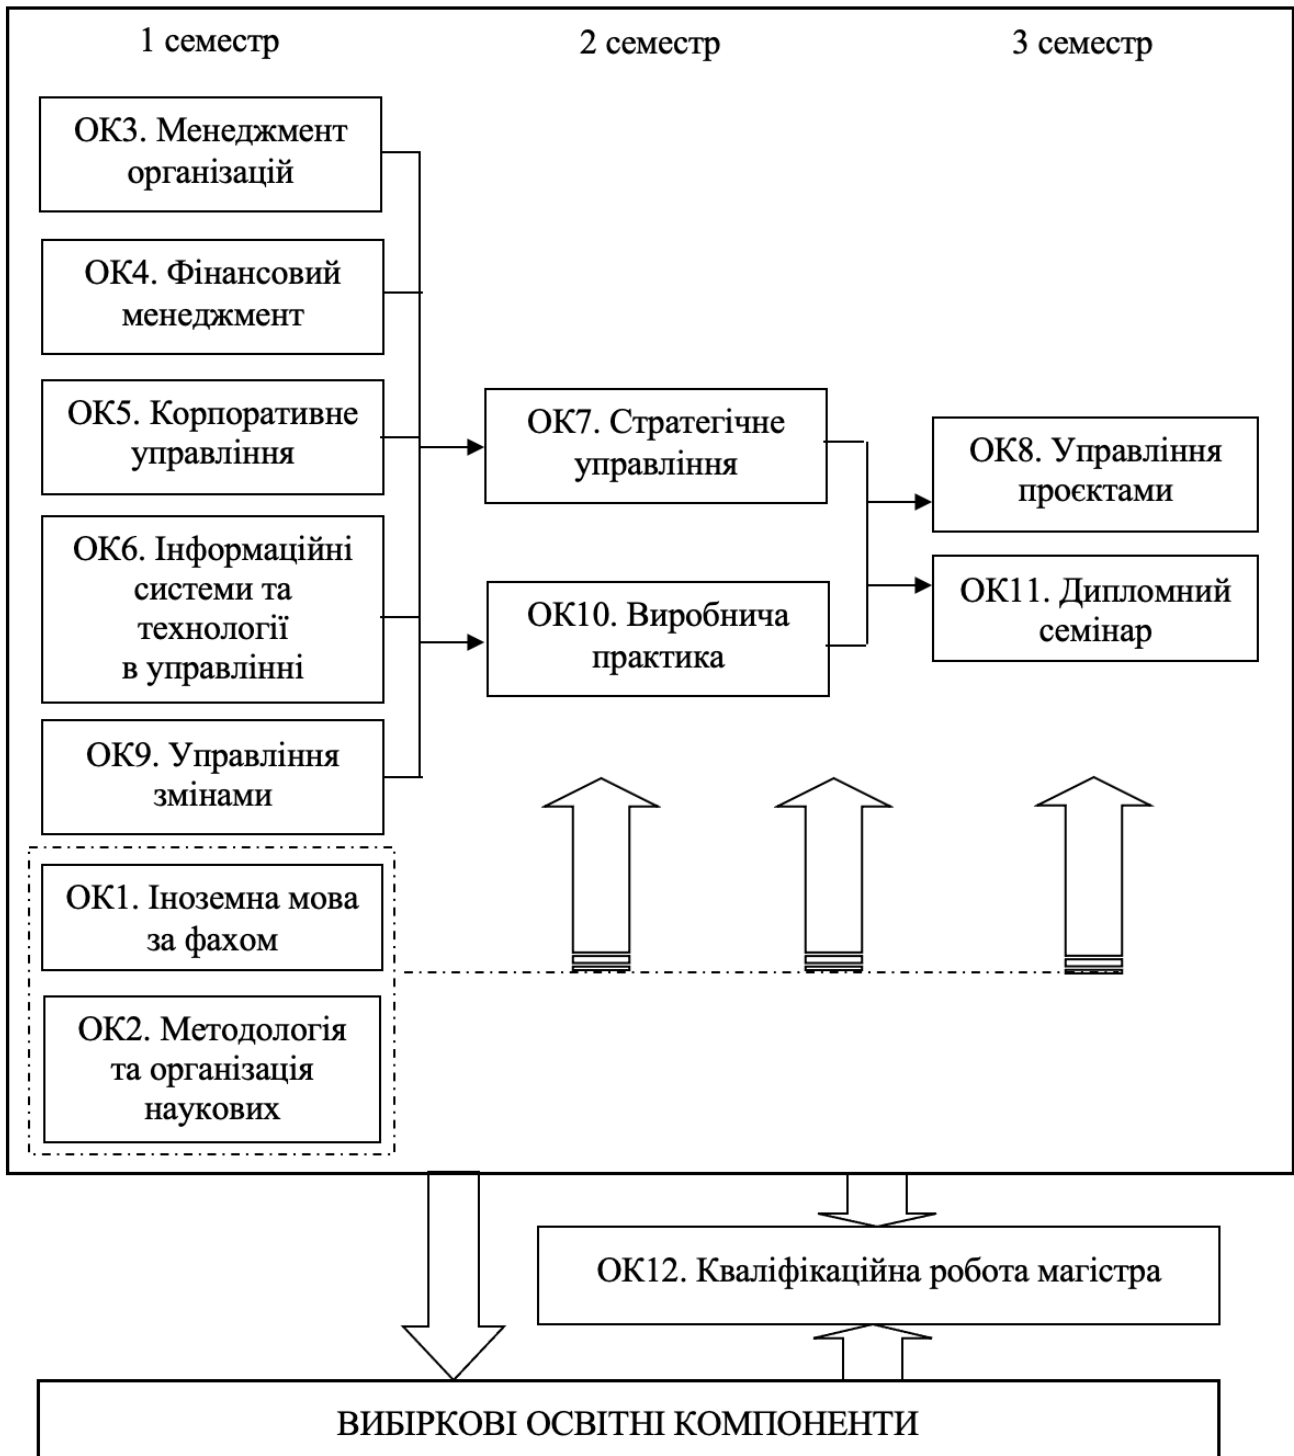 1 семестр
2 семестр
3 семестр
ОК3. Менеджмент
організацій
ОК4. Фінансовий
менеджмент
ОК5. Корпоративне
управління
ОК6. Інформаційні
системи та
технології
в управлінні
ОК9. Управління
змінами
ОК1. Іноземна мова
за фахом
ОК2. Методологія
та організація
наукових
ОК7. Стратегічне
управління
ОК10. Виробнича
практика
ОК8. Управління
проєктами
ОК11. Дипломний
семінар
ОК12. Кваліфікаційна робота магістра
ВИБІРКОВІ ОСВІТНІ КОМПОНЕНТИ